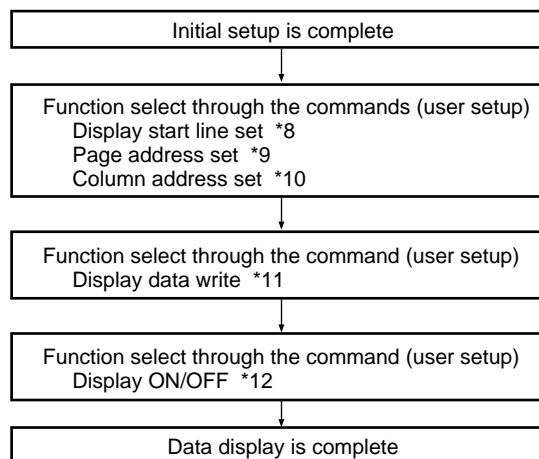 Initial setup is complete
Function select through the commands (user setup)
Display start line set *8
Page address set *9
Column address set *10
Function select through the command (user setup)
Display data write *11
Function select through the command (user setup)
Display ON/OFF *12
Data display is complete